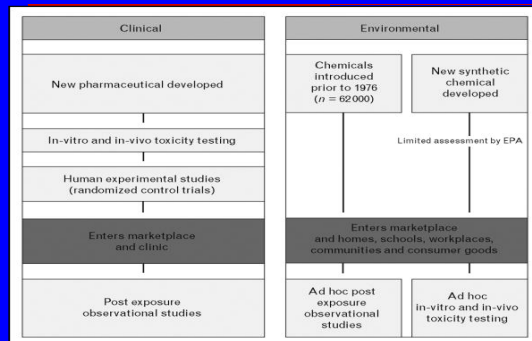 Clinical
New pharmaceutical developed
In-vitro and in-vivo toxicity testing
Human experimental studies
(randomized control trials)
Enters marketplace
and clinic
Post exposure
observational studies
Environmental
Chemicals
introduced
prior to 1976
(n = 62000)
New synthetic
chemical
developed
Limited assessment by EPA
Enters marketplace
and homes, schools, workplaces,
communities and consumer goods
Ad hoc post
exposure
observational
studies
Ad hoc
in-vitro and in-vivo
toxicity testing